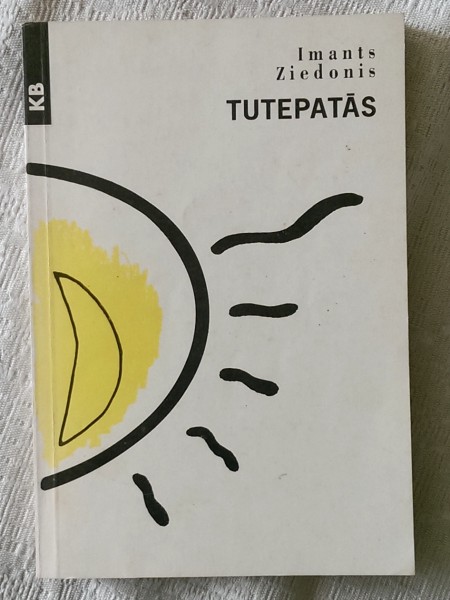 KB
Imants
Ziedonis
TUTEPATĀS